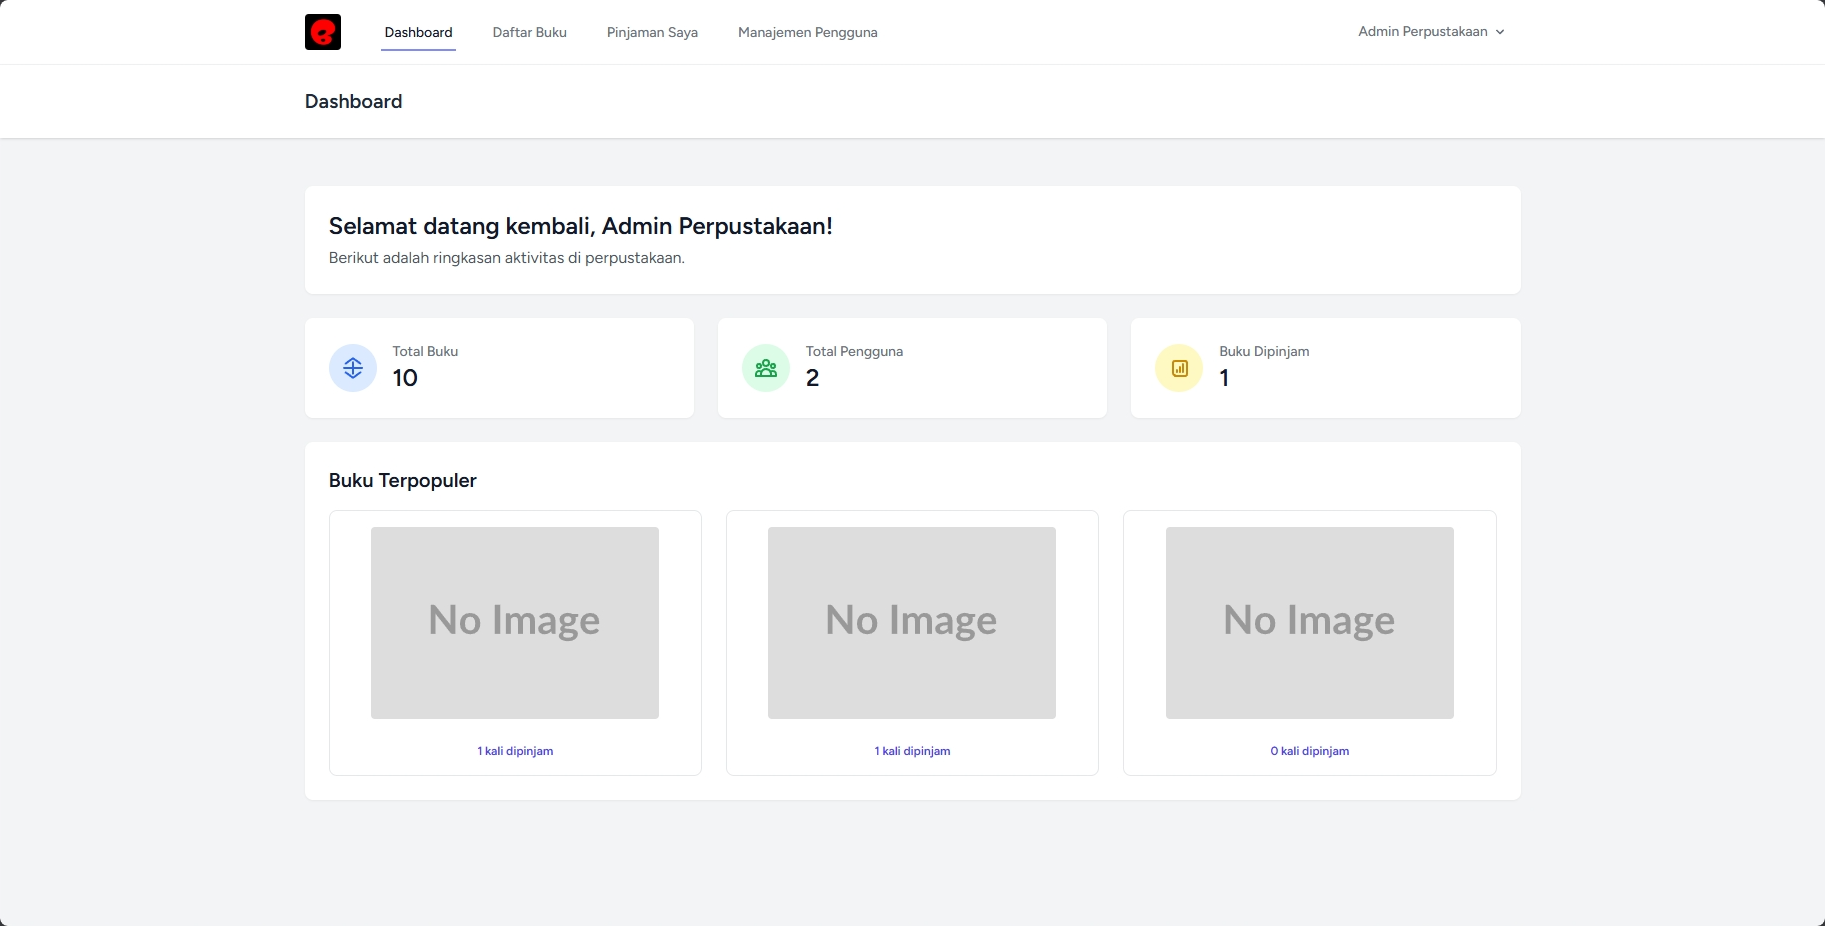 Dashboard
Daftar Buku
Pinjaman Saya
Manajemen Pengguna
Admin Perpustakaan
Dashboard
Selamat datang kembali, Admin Perpustakaan!
Berikut adalah ringkasan aktivitas di perpustakaan.
Total Buku
10
Total Pengguna
2
Buku Dipinjam
1
Buku Terpopuler
No Image
1 kali dipinjam
No Image
1 kali dipinjam
No Image
0 kali dipinjam